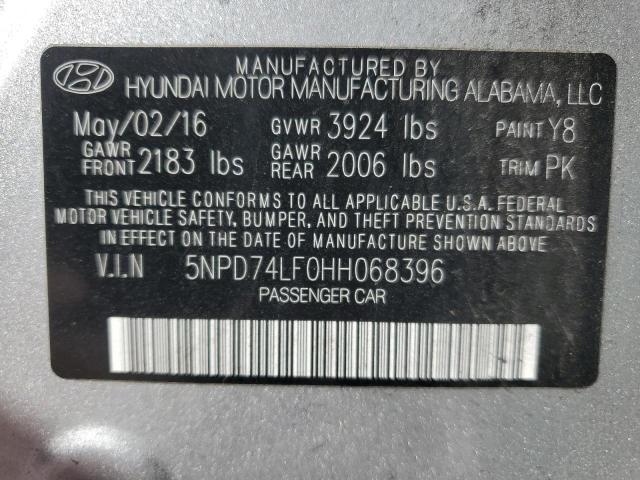 MANUFACTURED BY
HYUNDAI MOTOR MANUFACTURING ALABAMA, LLC
May/02/16 GVWR 3924 lbs PAINT Y8
GAWR FRONT 2183 lbs GAWR REAR 2006 lbs TRIM PK
THIS VEHICLE CONFORMS TO ALL APPLICABLE U.S.A. FEDERAL
MOTOR VEHICLE SAFETY, BUMPER, AND THEFT PREVENTION STANDARDS
IN EFFECT ON THE DATE OF MANUFACTURE SHOWN ABOVE.
V.I.N 5NPD74LF0HH068396
PASSENGER CAR